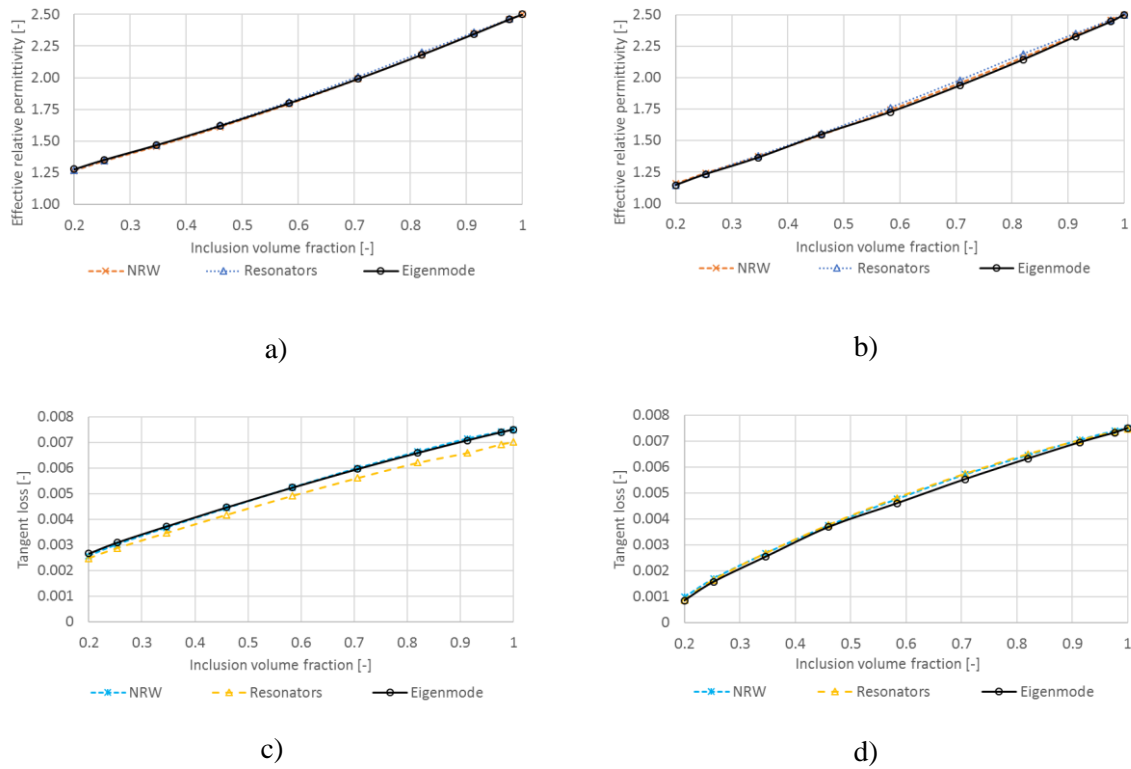 Effective relative permittivity [-]
2.50
2.25
2.00
1.75
1.50
1.25
1.00
0.2 0.3 0.4 0.5 0.6 0.7 0.8 0.9 1
Inclusion volume fraction [-]
NRW Resonators Eigenmode
a)
Effective relative permittivity [-]
2.50
2.25
2.00
1.75
1.50
1.25
1.00
0.2 0.3 0.4 0.5 0.6 0.7 0.8 0.9 1
Inclusion volume fraction [-]
NRW Resonators Eigenmode
b)
Tangent loss [-]
0.008
0.007
0.006
0.005
0.004
0.003
0.002
0.001
0
0.2 0.3 0.4 0.5 0.6 0.7 0.8 0.9 1
Inclusion volume fraction [-]
NRW Resonators Eigenmode
c)
Tangent loss [-]
0.008
0.007
0.006
0.005
0.004
0.003
0.002
0.001
0
0.2 0.3 0.4 0.5 0.6 0.7 0.8 0.9 1
Inclusion volume fraction [-]
NRW Resonators Eigenmode
d)